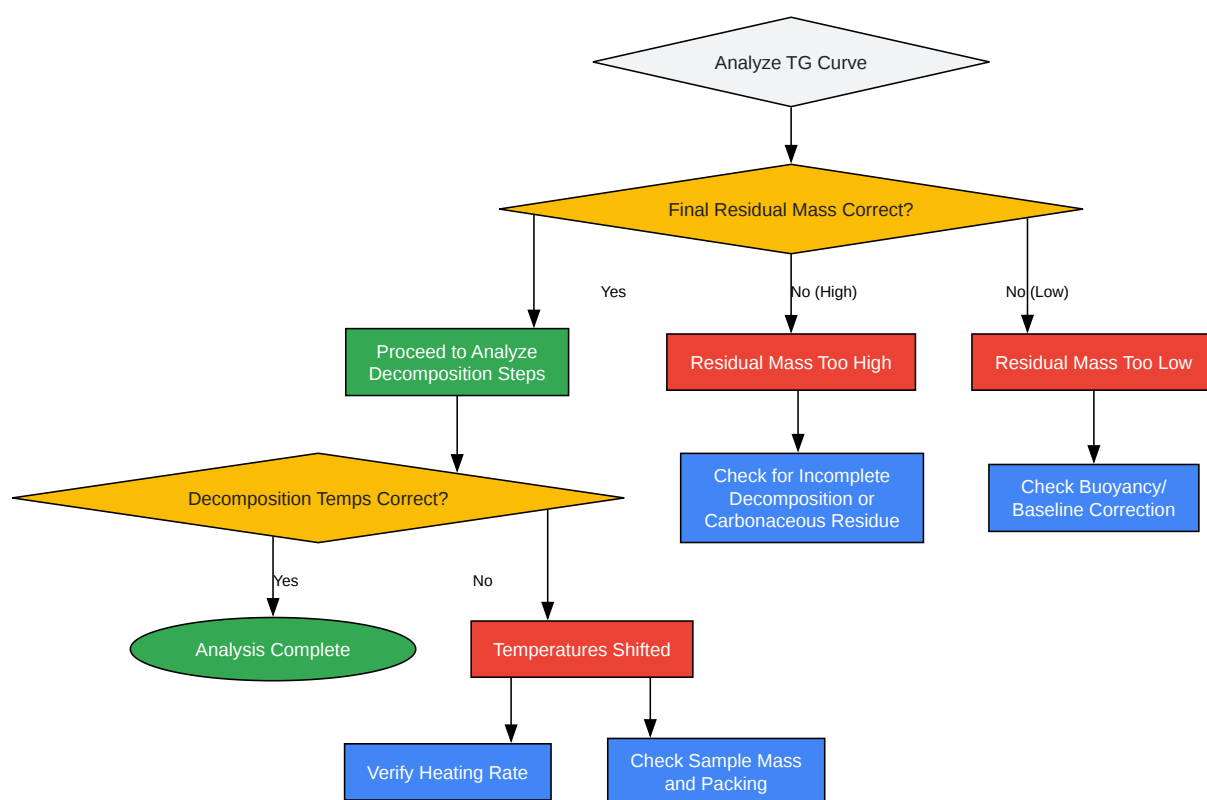 Analyze TG Curve
Final Residual Mass Correct?
Yes
No (High)
No (Low)
Proceed to Analyze
Decomposition Steps
Residual Mass Too High
Residual Mass Too Low
Decomposition Temps Correct?
Check for Incomplete
Decomposition or
Carbonaceous Residue
Check Buoyancy/
Baseline Correction
Yes
No
Analysis Complete
Temperatures Shifted
Verify Heating Rate
Check Sample Mass
and Packing